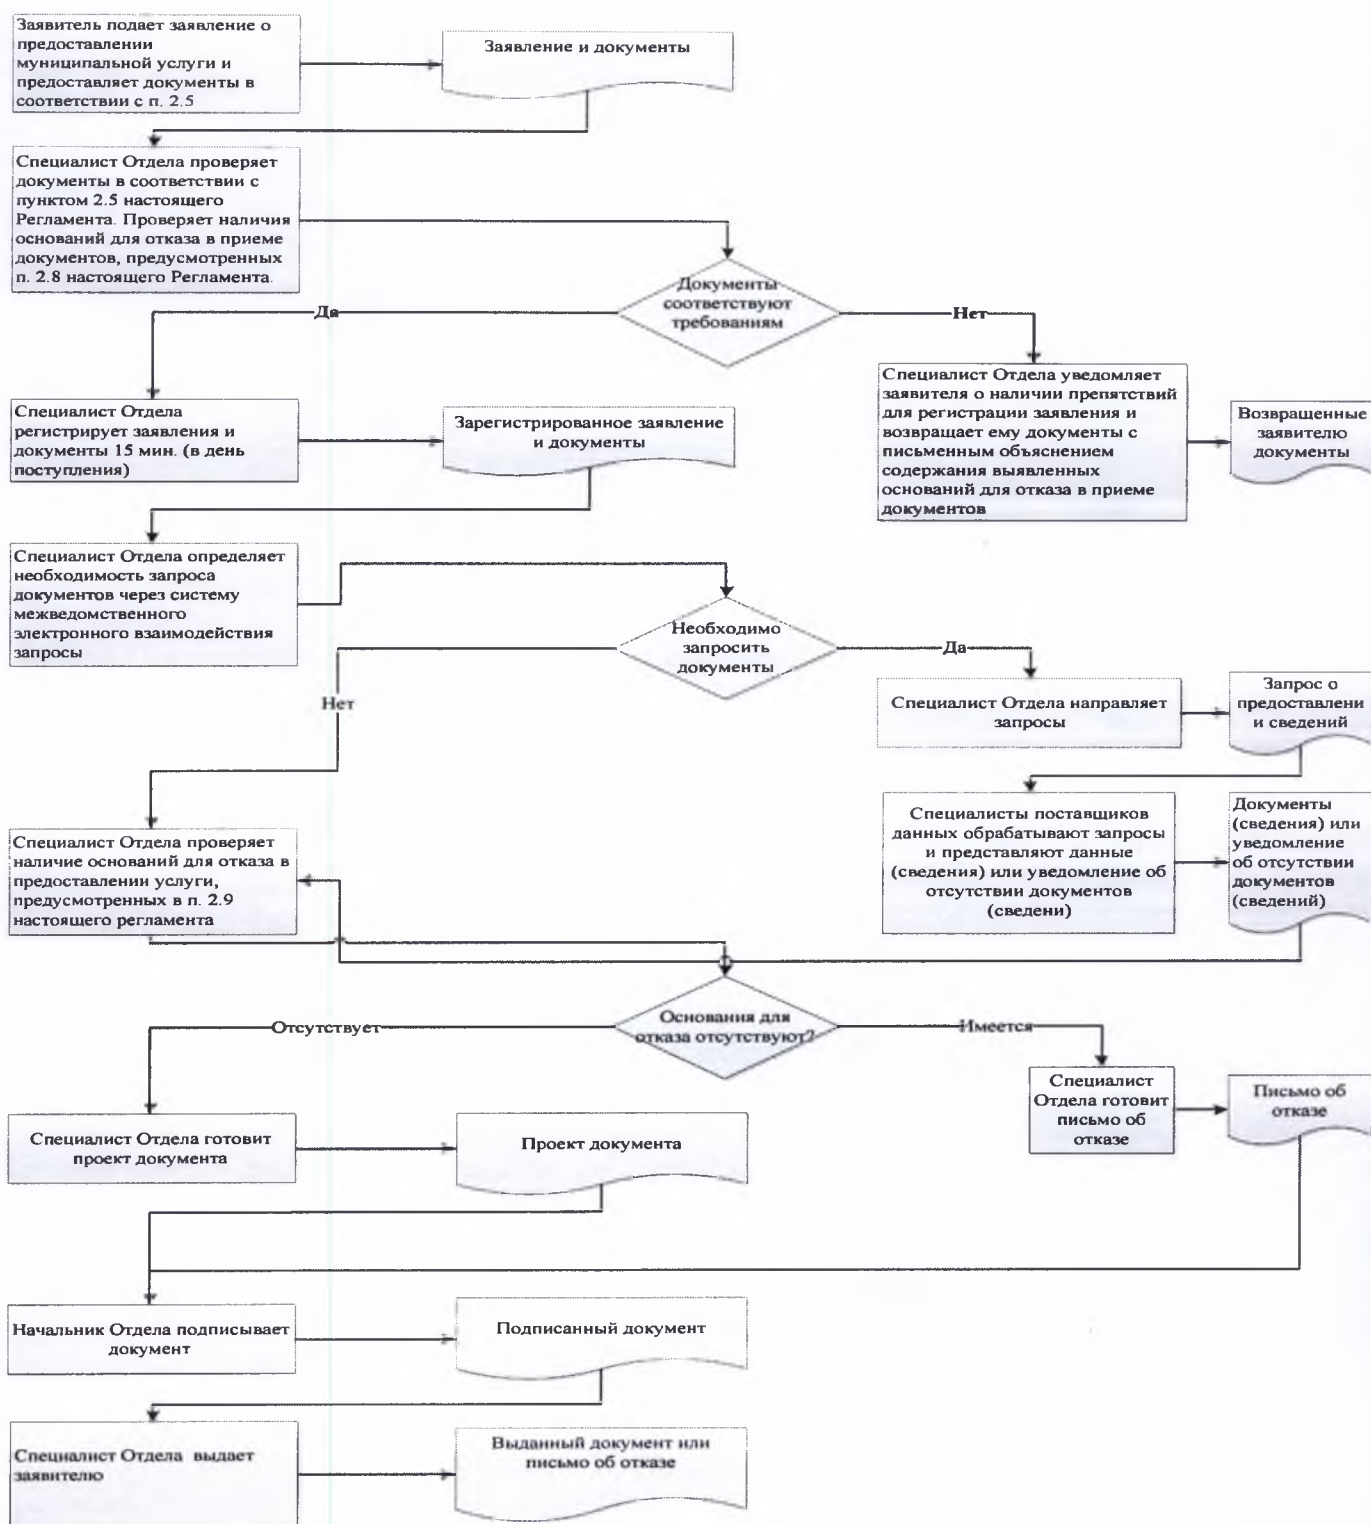 Заявитель подает заявление о
предоставлении
муниципальной услуги и
предоставляет документы в
соответствии с п. 2.5
Заявление и документы
Специалист Отдела проверяет
документы в соответствии с
пунктом 2.5 настоящего
Регламента. Проверяет наличия
оснований для отказа в приеме
документов, предусмотренных
п. 2.8 настоящего Регламента.
Документы
соответствуют
требованиям
Да
Нет
Специалист Отдела
регистрирует заявления и
документы 15 мин. (в день
поступления)
Зарегистрированное заявление
и документы
Специалист Отдела уведомляет
заявителя о наличии препятствий
для регистрации заявления и
возвращает ему документы с
письменным объяснением
содержания выявленных
оснований для отказа в приеме
документов
Возвращенные
заявителю
документы
Специалист Отдела определяет
необходимость запроса
документов через систему
межведомственного
электронного взаимодействия
запросы
Необходимо
запросить
документы
Да
Нет
Специалист Отдела направляет
запросы
Запрос о
предоставлени
и сведений
Специалист Отдела проверяет
наличие оснований для отказа в
предоставлении услуги,
предусмотренных в п. 2.9
настоящего регламента
Специалисты поставщиков
данных обрабатывают запросы
и представляют данные
(сведения) или уведомление об
отсутствии документов
(сведени)
Документы
(сведения) или
уведомление
об отсутствии
документов
(сведений)
Основания для
отказа отсутствуют?
Отсутствует
Имеется
Специалист
Отдела готовит
письмо об
отказе
Письмо об
отказе
Специалист Отдела готовит
проект документа
Проект документа
Начальник Отдела подписывает
документ
Подписанный документ
Специалист Отдела выдает
заявителю
Выданный документ или
письмо об отказе